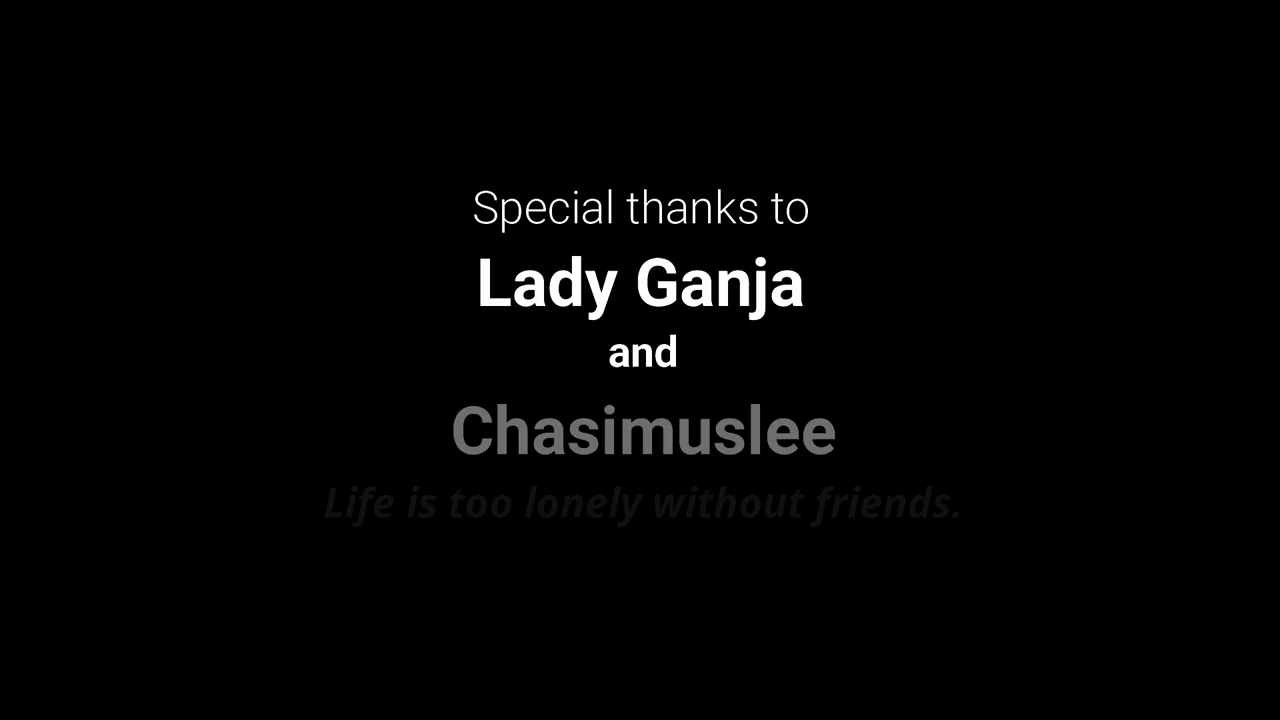 Special thanks to
Lady Ganja
and
Chasimuslee
Life is too lonely without friends.